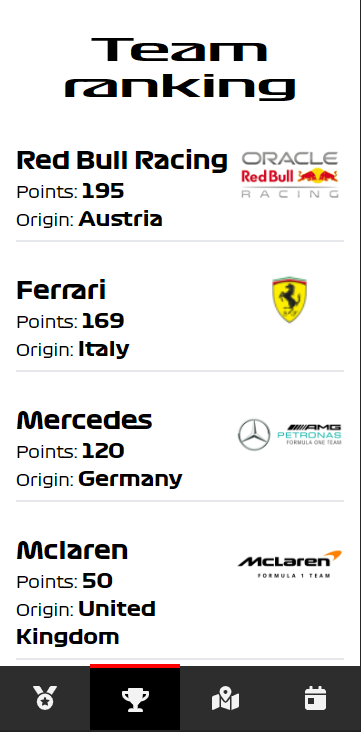 Team
ranking
Red Bull Racing
ORACLE
Red Bull
RACING
Points: 195
Origin: Austria
Ferrari
Points: 169
Origin: Italy
Mercedes
AMG
PETRONAS
FORMULA ONE TEAM
Points: 120
Origin: Germany
Mclaren
McLaren
FORMULA 1 TEAM
Points: 50
Origin: United
Kingdom